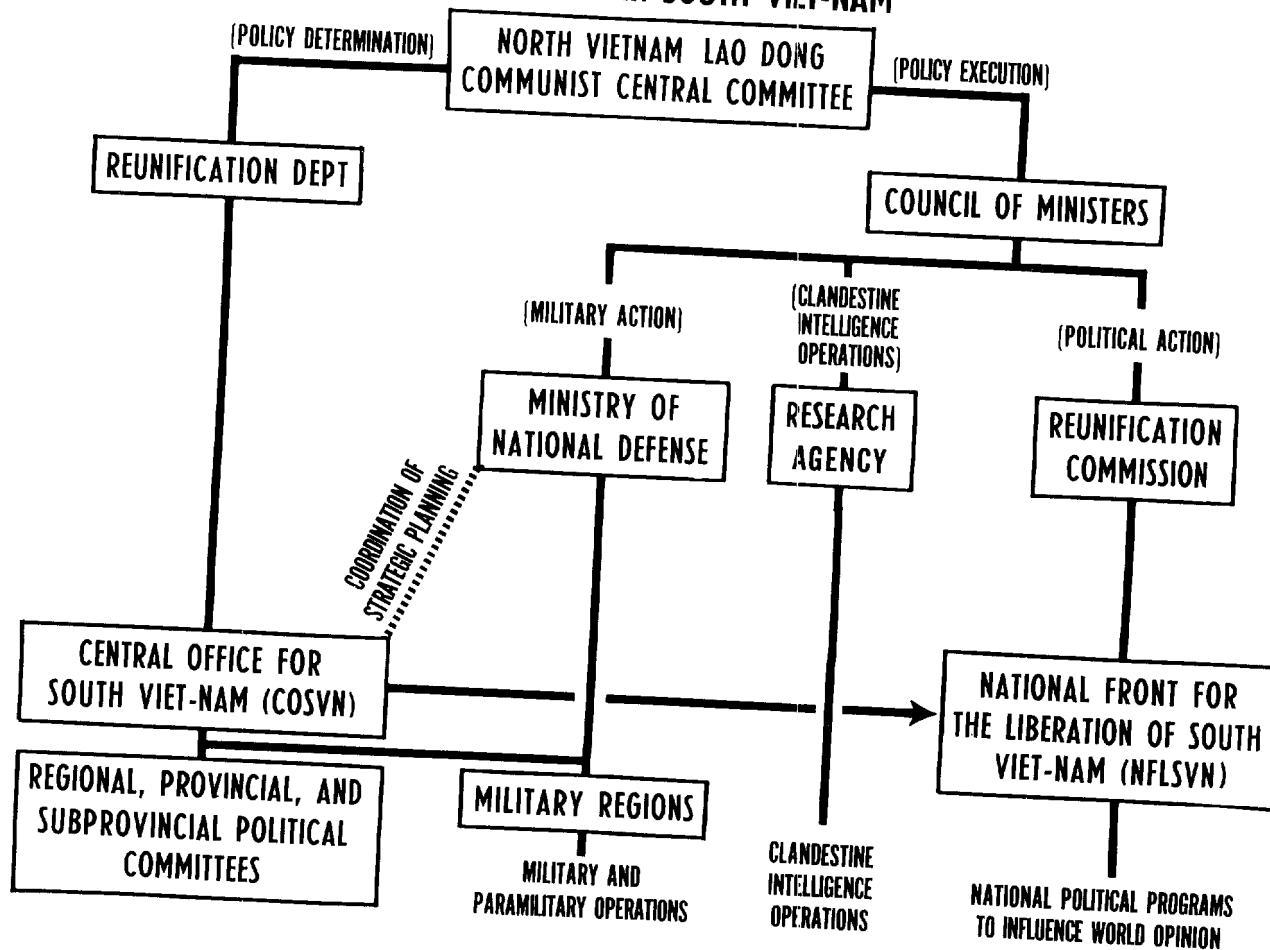 SOUTH VIET-NAM
(POLICY DETERMINATION)
NORTH VIETNAM LAO DONG
COMMUNIST CENTRAL COMMITTEE
(POLICY EXECUTION)
REUNIFICATION DEPT
COUNCIL OF MINISTERS
(MILITARY ACTION)
(CLANDESTINE
INTELLIGENCE
OPERATIONS)
(POLITICAL ACTION)
MINISTRY OF
NATIONAL DEFENSE
RESEARCH
AGENCY
REUNIFICATION
COMMISSION
COORDINATION OF
STRATEGIC PLANNING
CENTRAL OFFICE FOR
SOUTH VIET-NAM (COSVN)
NATIONAL FRONT FOR
THE LIBERATION OF SOUTH
VIET-NAM (NFLSVN)
REGIONAL, PROVINCIAL, AND
SUBPROVINCIAL POLITICAL
COMMITTEES
MILITARY REGIONS
MILITARY AND
PARAMILITARY OPERATIONS
CLANDESTINE
INTELLIGENCE
OPERATIONS
NATIONAL POLITICAL PROGRAMS
TO INFLUENCE WORLD OPINION